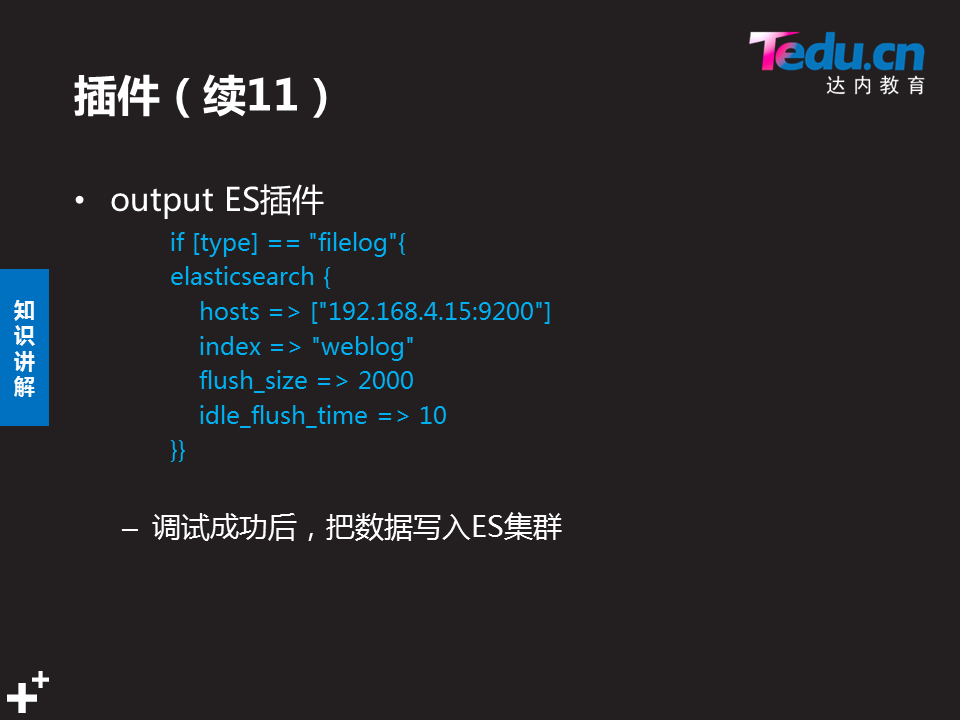 Tedu.cn
达内教育
插件（续11）
• output ES插件
if [type] == "filelog"{
elasticsearch {
hosts => ["192.168.4.15:9200"]
index => "weblog"
flush_size => 2000
idle_flush_time => 10
}}
– 调试成功后，把数据写入ES集群
知识讲解